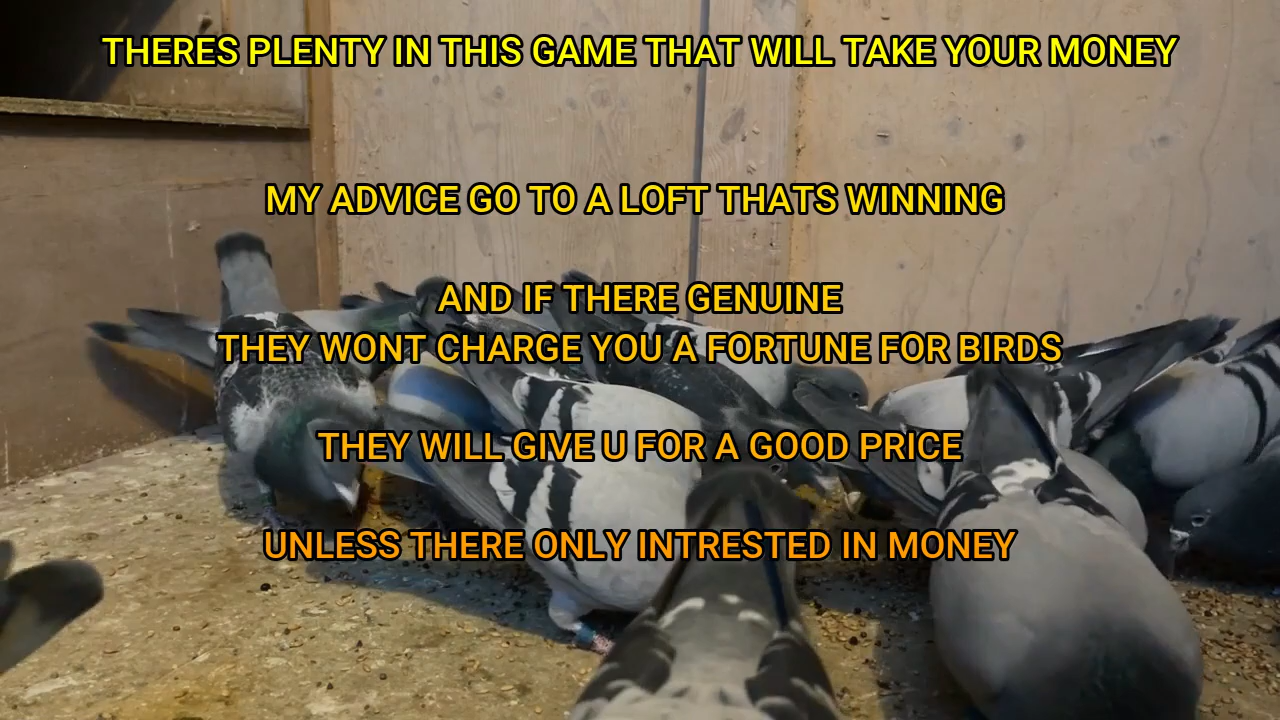 THERES PLENTY IN THIS GAME THAT WILL TAKE YOUR MONEY
MY ADVICE GO TO A LOFT THATS WINNING
AND IF THERE GENUINE
THEY WONT CHARGE YOU A FORTUNE FOR BIRDS
THEY WILL GIVE U FOR A GOOD PRICE
UNLESS THERE ONLY INTRESTED IN MONEY